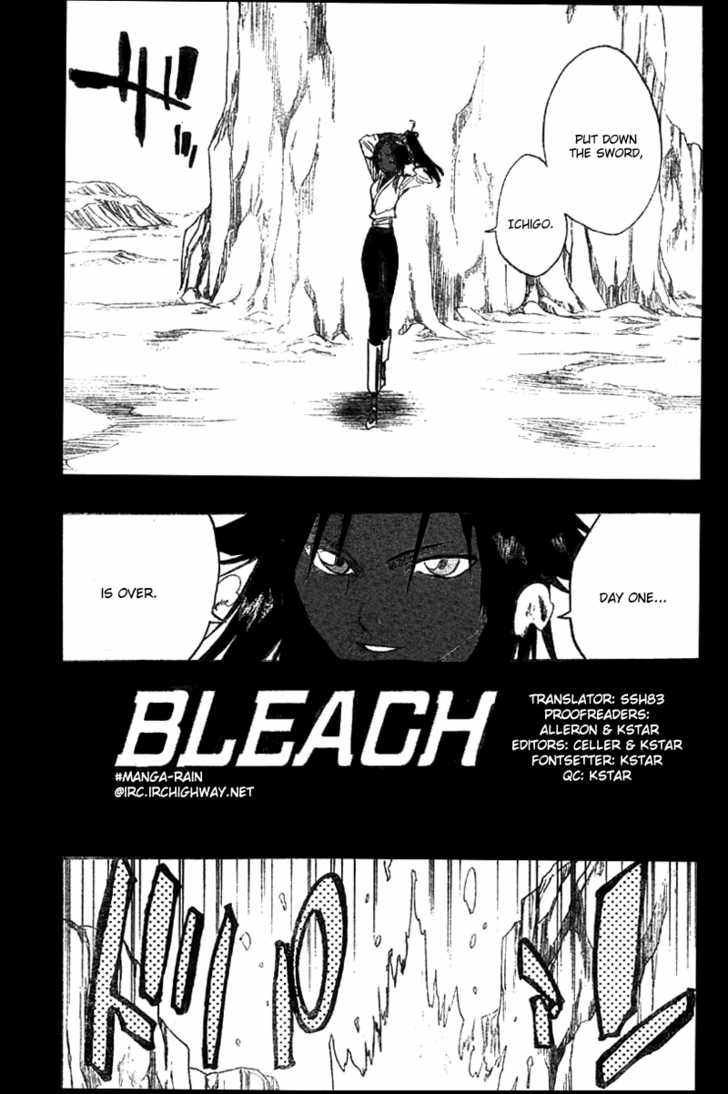 PUT DOWN
THE SWORD,
ICHIGO.
DAY ONE...
IS OVER.
BLEACH
#MANGA-RAIN
@IRC.IRCHIGHWAY.NET
TRANSLATOR: SSH83
PROOFREADERS:
ALLERON & KSTAR
EDITORS: CELLER & KSTAR
FONTSETTER: KSTAR
QC: KSTAR